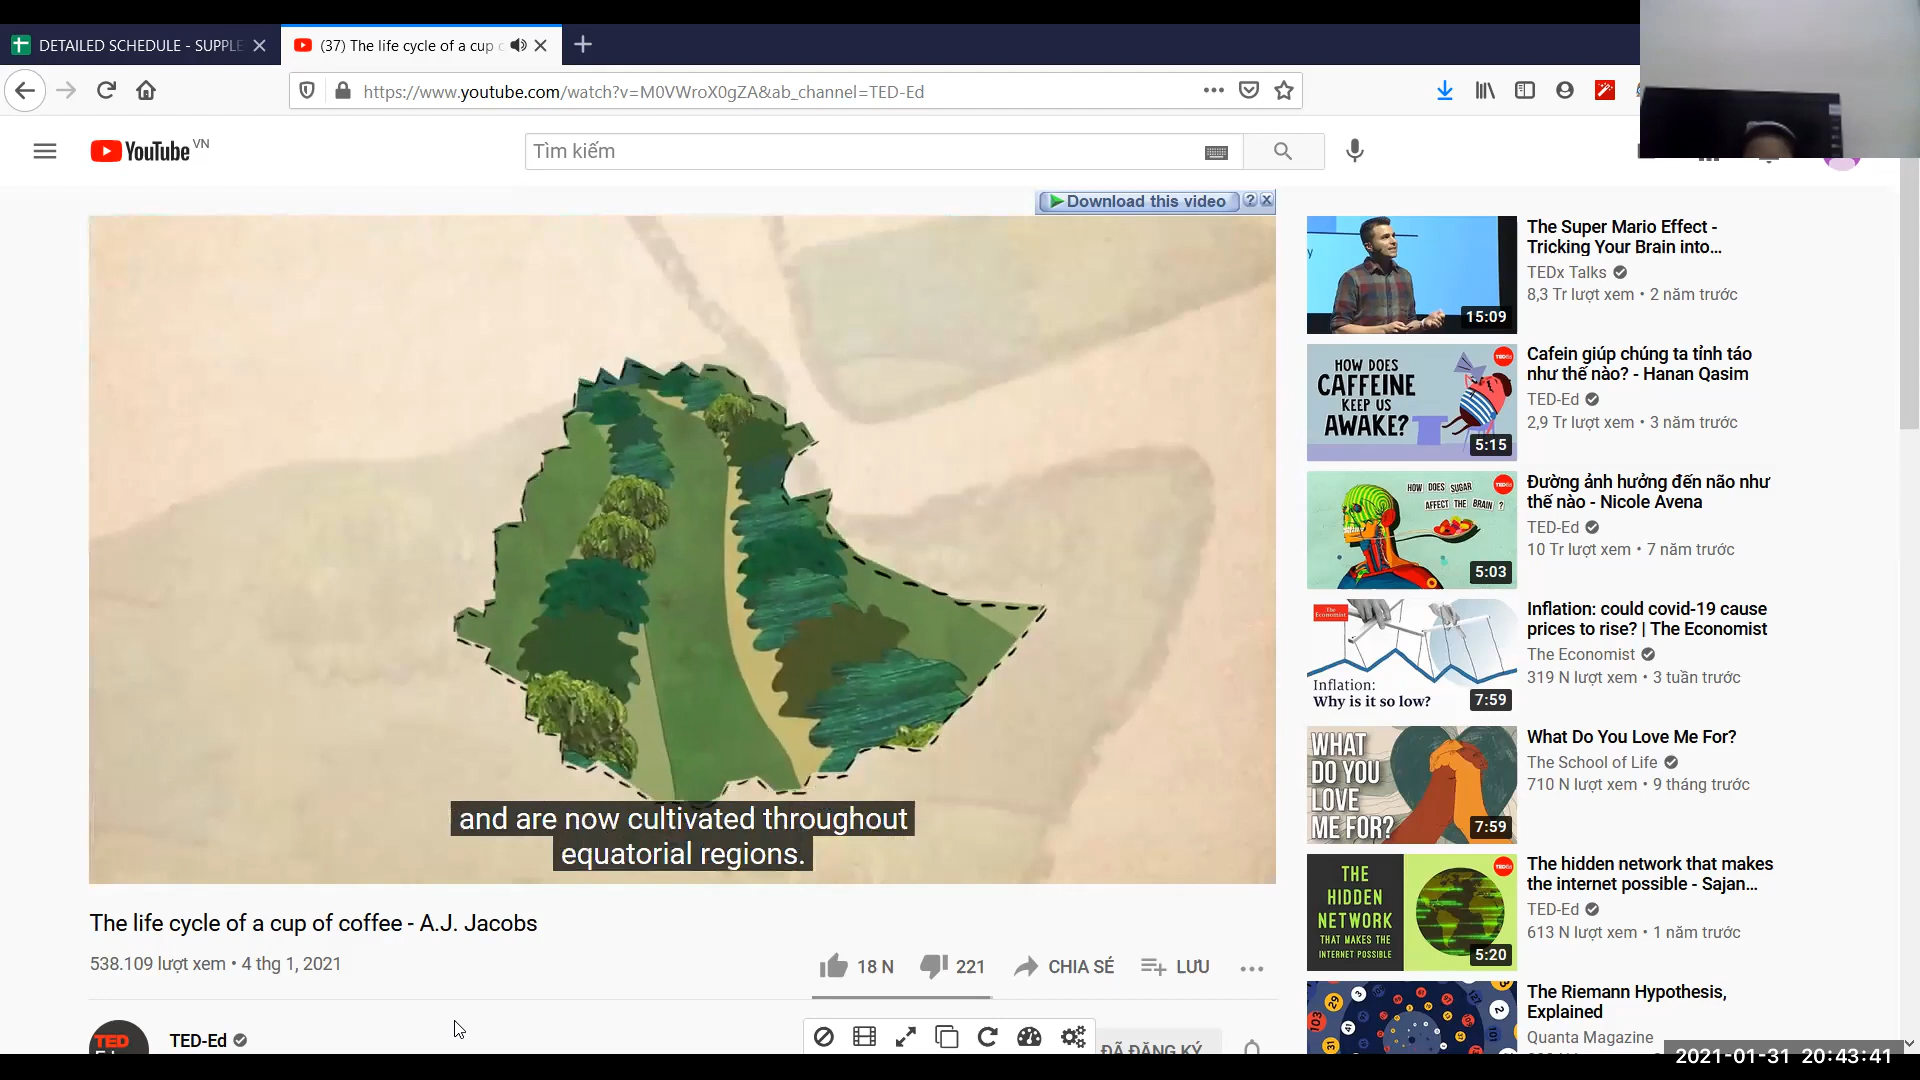 DETAILED SCHEDULE - SUPPLE
(37) The life cycle of a cup
https://www.youtube.com/watch?v=M0VWroX0gZA&ab_channel=TED-Ed
YouTube VN
Tìm kiếm
Download this video
and are now cultivated throughout
equatorial regions.
The life cycle of a cup of coffee - A.J. Jacobs
538.109 lượt xem • 4 thg 1, 2021
18 N
221
CHIA SẺ
LƯU
TED
TED-Ed
ĐÃ ĐĂNG KÝ
15:09
The Super Mario Effect -
Tricking Your Brain into...
TEDx Talks
8,3 Tr lượt xem • 2 năm trước
HOW DOES
CAFFEINE
KEEP US
AWAKE?
5:15
Cafein giúp chúng ta tỉnh táo
như thế nào? - Hanan Qasim
TED-Ed
2,9 Tr lượt xem • 3 năm trước
HOW DOES SUGAR
AFFECT THE BRAIN ?
5:03
Đường ảnh hưởng đến não như
thế nào - Nicole Avena
TED-Ed
10 Tr lượt xem • 7 năm trước
The
Economist
Inflation:
Why is it so low?
7:59
Inflation: could covid-19 cause
prices to rise? | The Economist
The Economist
319 N lượt xem • 3 tuần trước
WHAT
DO YOU
LOVE
ME FOR?
7:59
What Do You Love Me For?
The School of Life
710 N lượt xem • 9 tháng trước
THE
HIDDEN
NETWORK
THAT MAKES THE
INTERNET POSSIBLE
5:20
The hidden network that makes
the internet possible - Sajan...
TED-Ed
613 N lượt xem • 1 năm trước
The Riemann Hypothesis,
Explained
Quanta Magazine
2021-01-31 20:43:41